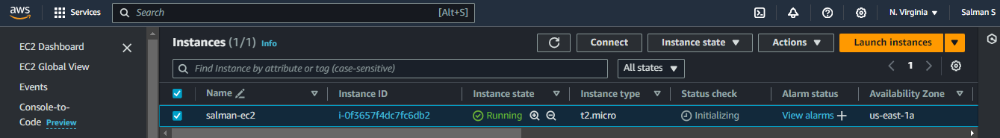 aws Services Search [Alt+S] N. Virginia Salman S
EC2 Dashboard
EC2 Global View
Events
Console-to-
Code Preview
Instances (1/1) Info Connect Instance state Actions Launch instances
Find Instance by attribute or tag (case-sensitive) All states 1
Name Instance ID Instance state Instance type Status check Alarm status Availability Zone
salman-ec2 i-0f3657f4dc7fc6db2 Running t2.micro Initializing View alarms + us-east-1a